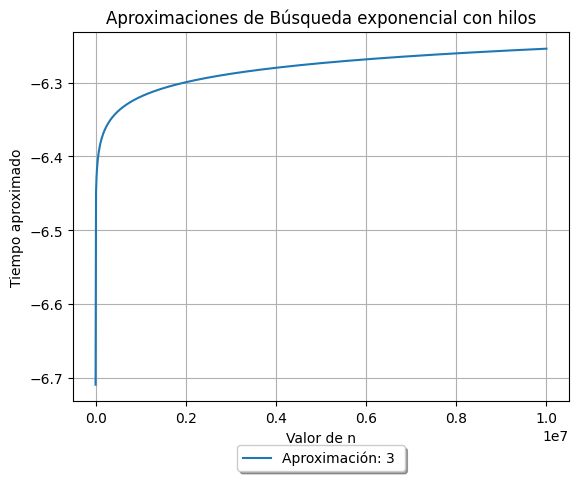 Aproximaciones de Búsqueda exponencial con hilos
Tiempo aproximado
−6.3
−6.4
−6.5
−6.6
−6.7
0.0 0.2 0.4 0.6 0.8 1.0
1e7
Valor de n
Aproximación: 3